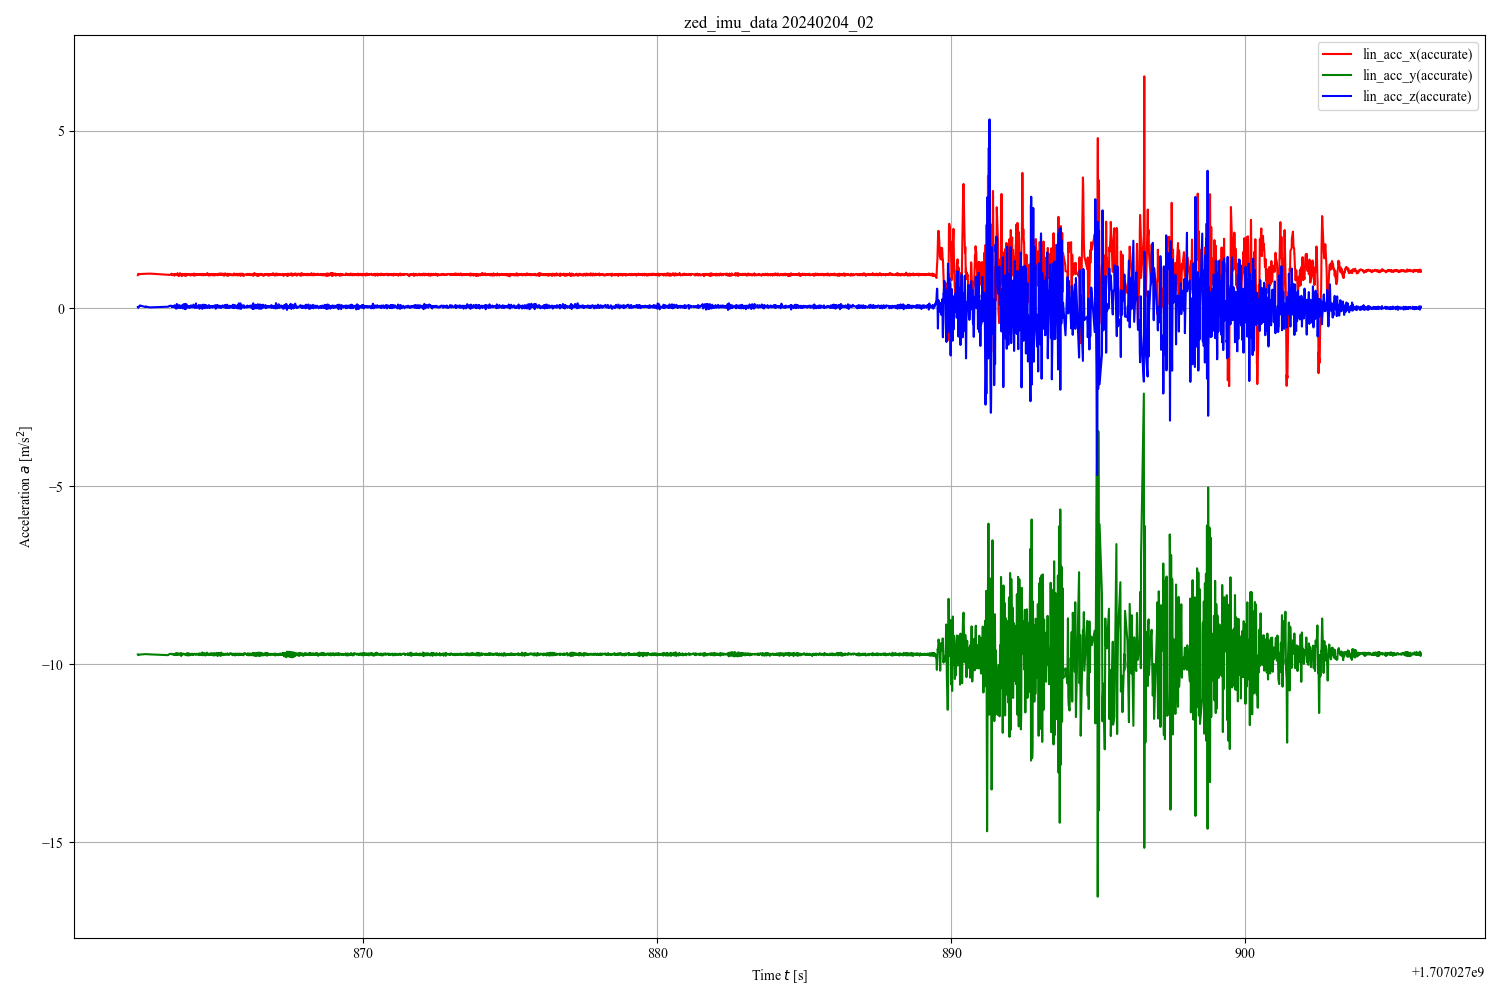 zed_imu_data 20240204_02
lin_acc_x(accurate)
lin_acc_y(accurate)
lin_acc_z(accurate)
5
0
−5
−10
−15
Acceleration a [m/s²]
870
880
890
900
Time t [s]
+1.707027e9